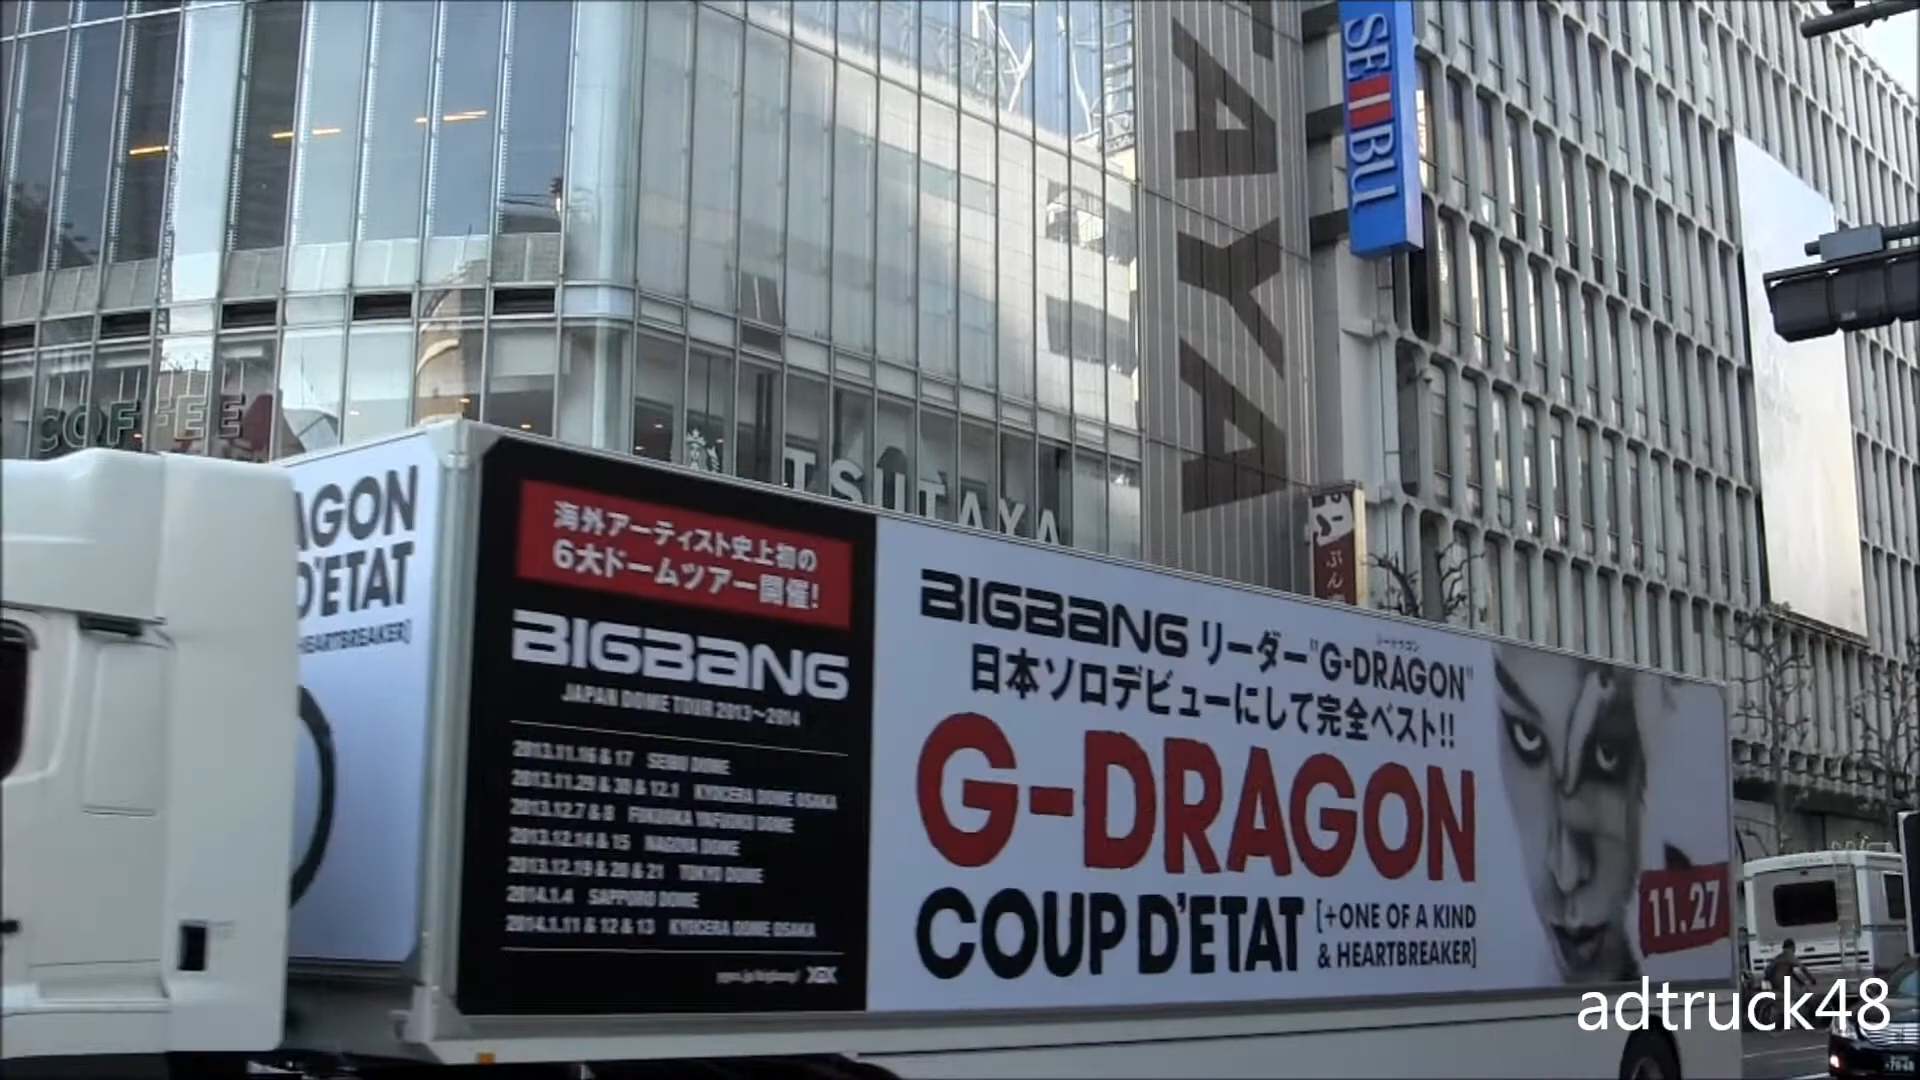 SEIBU
TAYA
COFFEE
TSUTAYA
AGON
D'ETAT
HEARTBREAKER]
海外アーティスト史上初の
6大ドームツアー開催!
BIGBANG
JAPAN DOME TOUR 2013～2014
2013.11.16 & 17 SEIBU DOME
2013.11.29 & 30 & 12.1 KYOCERA DOME OSAKA
2013.12.7 & 8 FUKUOKA YAFUOKU! DOME
2013.12.14 & 15 NAGOYA DOME
2013.12.19 & 20 & 21 TOKYO DOME
2014.1.4 SAPPORO DOME
2014.1.11 & 12 & 13 KYOCERA DOME OSAKA
BIGBANG リーダー"G-DRAGON"
日本ソロデビューにして完全ベスト!!
G-DRAGON
COUP D'ETAT [+ONE OF A KIND
& HEARTBREAKER]
11.27
adtruck48